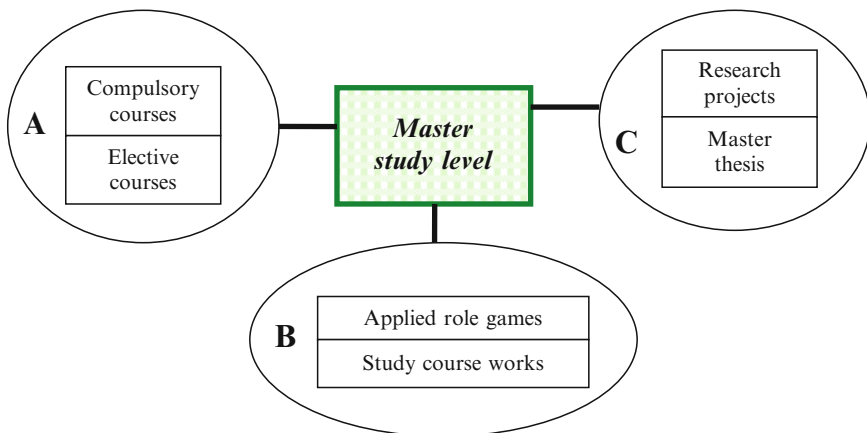 A
Compulsory
courses
Elective
courses
Master
study level
C
Research
projects
Master
thesis
B
Applied role games
Study course works